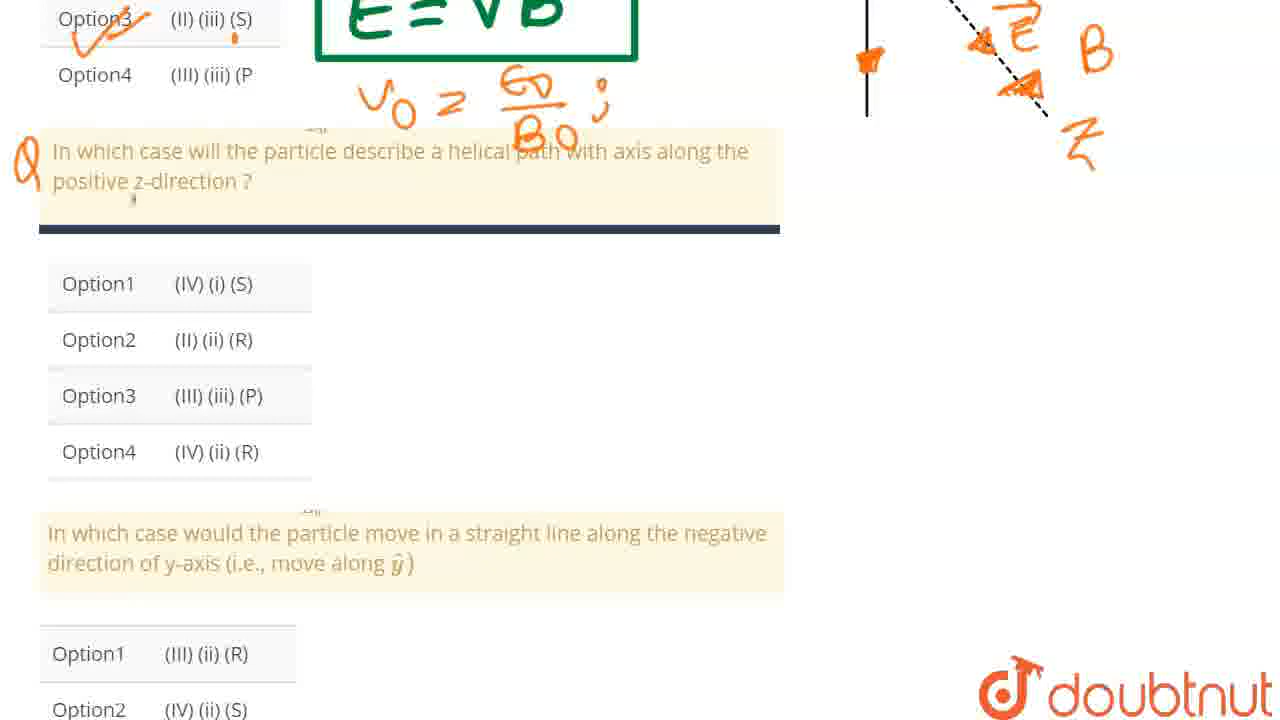 Option3 (II) (iii) (S)
E = VB
Option4 (III) (iii) (P
v0 = E0/B0 ;
E
B
Z
Q
In which case will the particle describe a helical path with axis along the
positive z-direction ?
Option1 (IV) (i) (S)
Option2 (II) (ii) (R)
Option3 (III) (iii) (P)
Option4 (IV) (ii) (R)
In which case would the particle move in a straight line along the negative
direction of y-axis (i.e., move along ŷ)
Option1 (III) (ii) (R)
Option2 (IV) (ii) (S)
doubtnut